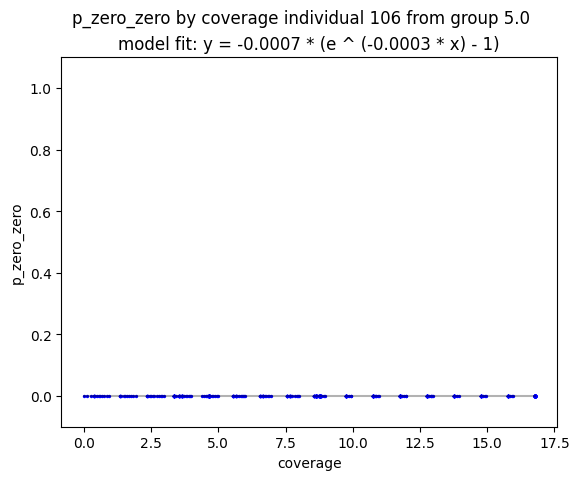 p_zero_zero by coverage individual 106 from group 5.0
model fit: y = -0.0007 * (e ^ (-0.0003 * x) - 1)
1.0
0.8
0.6
0.4
0.2
0.0
p_zero_zero
0.0 2.5 5.0 7.5 10.0 12.5 15.0 17.5
coverage